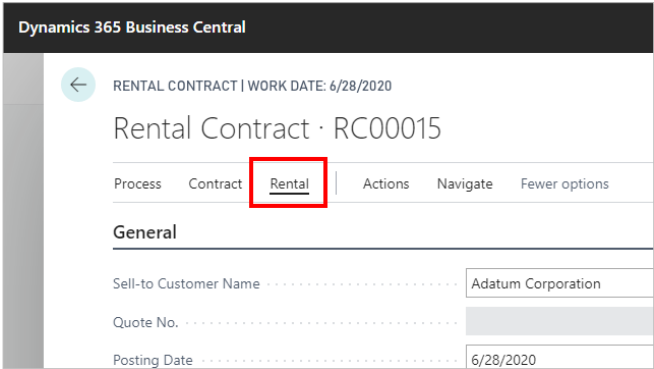 Dynamics 365 Business Central
RENTAL CONTRACT | WORK DATE: 6/28/2020
Rental Contract · RC00015
Process Contract Rental Actions Navigate Fewer options
General
Sell-to Customer Name Adatum Corporation
Quote No.
Posting Date 6/28/2020